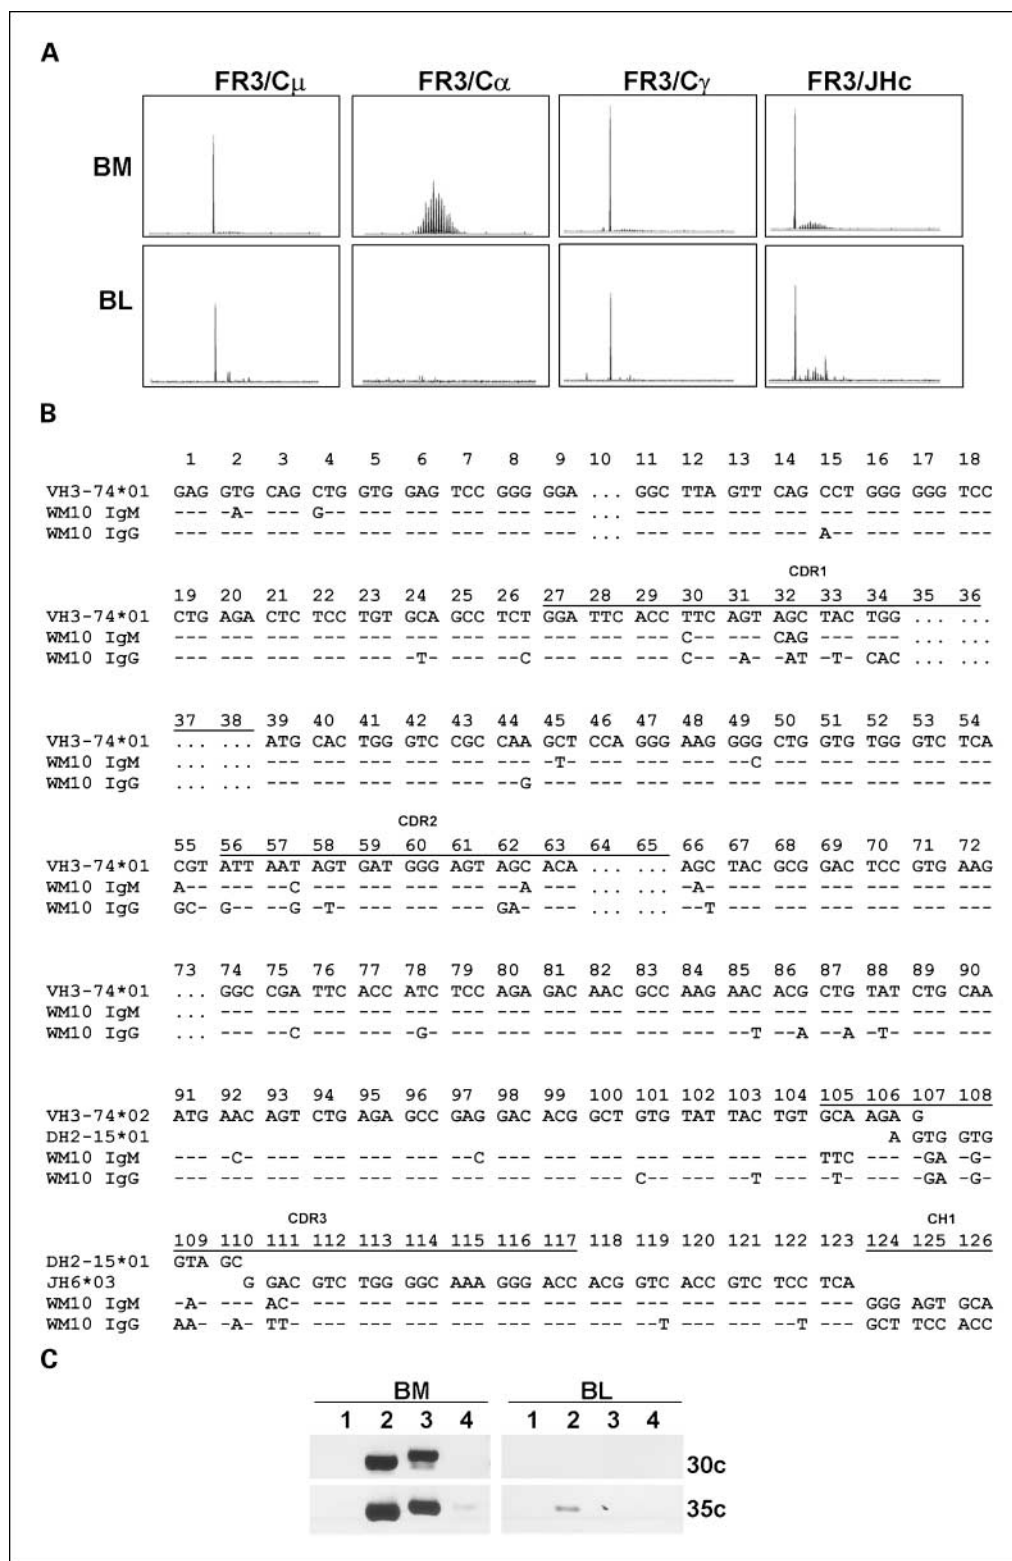 A
FR3/Cμ FR3/Cα FR3/Cγ FR3/JHc
BM
BL
B
1 2 3 4 5 6 7 8 9 10 11 12 13 14 15 16 17 18
VH3-74*01 GAG GTG CAG CTG GTG GAG TCC GGG GGA ... GGC TTA GTT CAG CCT GGG GGG TCC
WM10 IgM --- -A- --- G-- --- --- --- --- --- ... --- --- --- --- --- --- --- ---
WM10 IgG --- --- --- --- --- --- --- --- --- ... --- --- --- --- A-- --- --- ---
CDR1
19 20 21 22 23 24 25 26 27 28 29 30 31 32 33 34 35 36
VH3-74*01 CTG AGA CTC TCC TGT GCA GCC TCT GGA TTC ACC TTC AGT AGC TAC TGG ... ...
WM10 IgM --- --- --- --- --- --- --- --- --- --- --- C-- --- CAG --- --- ... ...
WM10 IgG --- --- --- --- --- -T- --- --C --- --- --- C-- -A- -AT -T- CAC ... ...
37 38 39 40 41 42 43 44 45 46 47 48 49 50 51 52 53 54
VH3-74*01 ... ... ATG CAC TGG GTC CGC CAA GCT CCA GGG AAG GGG CTG GTG TGG GTC TCA
WM10 IgM ... ... --- --- --- --- --- --- -T- --- --- --- --C --- --- --- --- ---
WM10 IgG ... ... --- --- --- --- --- --G --- --- --- --- --- --- --- --- --- ---
CDR2
55 56 57 58 59 60 61 62 63 64 65 66 67 68 69 70 71 72
VH3-74*01 CGT ATT AAT AGT GAT GGG AGT AGC ACA ... ... AGC TAC GCG GAC TCC GTG AAG
WM10 IgM A-- --- --C --- --- --- --- --A --- ... ... -A- --- --- --- --- --- ---
WM10 IgG GC- G-- --G -T- --- --- --- GA- --- ... ... --T --- --- --- --- --- ---
73 74 75 76 77 78 79 80 81 82 83 84 85 86 87 88 89 90
VH3-74*01 ... GGC CGA TTC ACC ATC TCC AGA GAC AAC GCC AAG AAC ACG CTG TAT CTG CAA
WM10 IgM ... --- --- --- --- --- --- --- --- --- --- --- --- --- --- --- --- ---
WM10 IgG ... --- --C --- --- G-- --- --- --- --- --- --- --T --A --A -T- --- ---
91 92 93 94 95 96 97 98 99 100 101 102 103 104 105 106 107 108
VH3-74*02 ATG AAC AGT CTG AGA GCC GAG GAC ACG GCT GTG TAT TAC TGT GCA AGA G
DH2-15*01 A GTG GTG
WM10 IgM --- -C- --- --- --- --- --C --- --- --- --- --- --- --- TTC --- -GA -G-
WM10 IgG --- --- --- --- --- --- --- --- --- --- C-- --- --T --- -T- --- -GA -G-
CDR3 CH1
109 110 111 112 113 114 115 116 117 118 119 120 121 122 123 124 125 126
DH2-15*01 GTA GC
JH6*03 G GAC GTC TGG GGC AAA GGG ACC ACG GTC ACC GTC TCC TCA
WM10 IgM -A- --- AC- --- --- --- --- --- --- --- --- --- --- --- --- GGG AGT GCA
WM10 IgG AA- -A- TT- --- --- --- --- --- --- --- --T --- --- --T --- GCT TCC ACC
C
BM BL
1 2 3 4 1 2 3 4
30c
35c